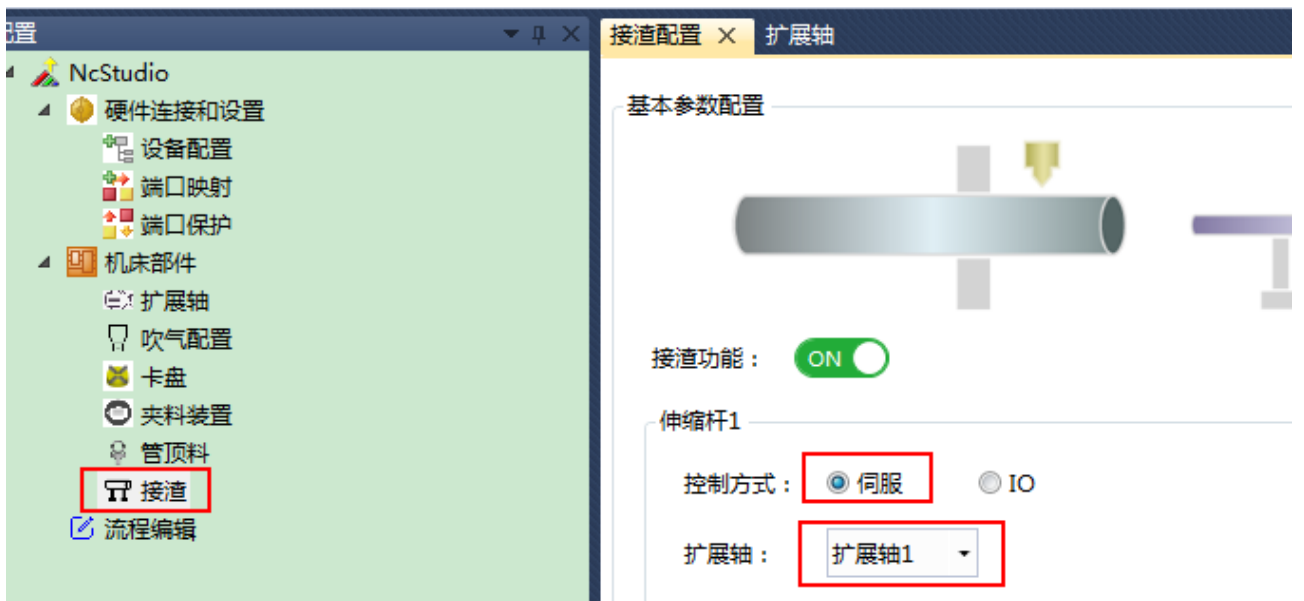 配置
NcStudio
硬件连接和设置
设备配置
端口映射
端口保护
机床部件
扩展轴
吹气配置
卡盘
夹料装置
管顶料
接渣
流程编辑
接渣配置 扩展轴
基本参数配置
接渣功能： ON
伸缩杆1
控制方式： 伺服 IO
扩展轴： 扩展轴1